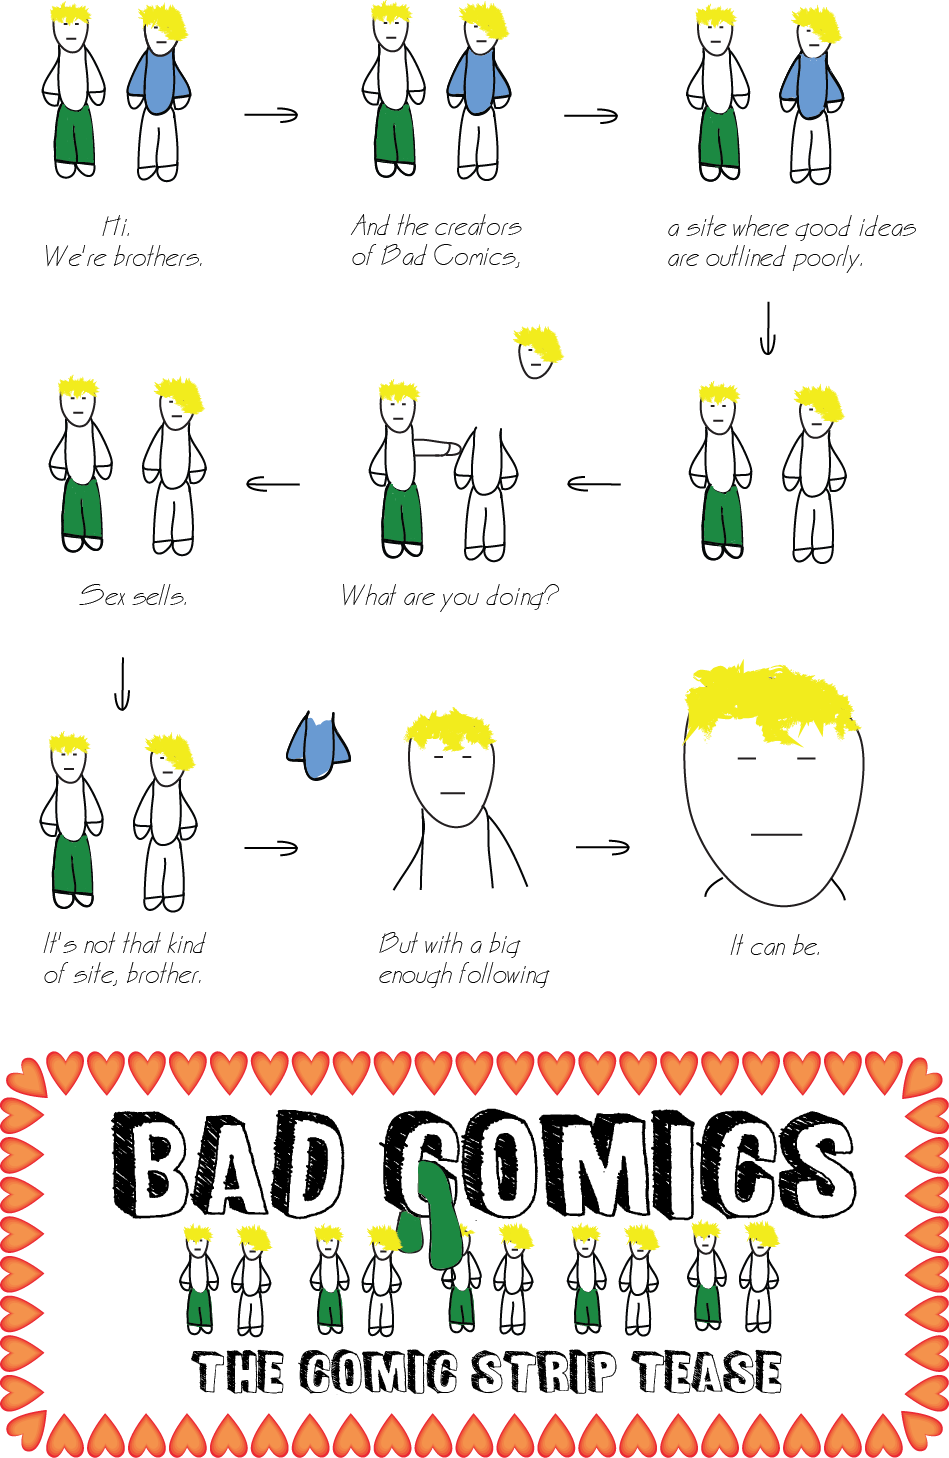 Hi.
We're brothers.
And the creators
of Bad Comics,
a site where good ideas
are outlined poorly.
What are you doing?
Sex sells.
It's not that kind
of site, brother.
But with a big
enough following
It can be.
BAD COMICS
THE COMIC STRIP TEASE